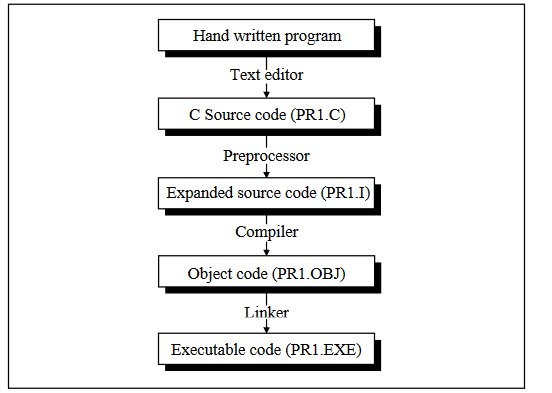 Hand written program
Text editor
C Source code (PR1.C)
Preprocessor
Expanded source code (PR1.I)
Compiler
Object code (PR1.OBJ)
Linker
Executable code (PR1.EXE)